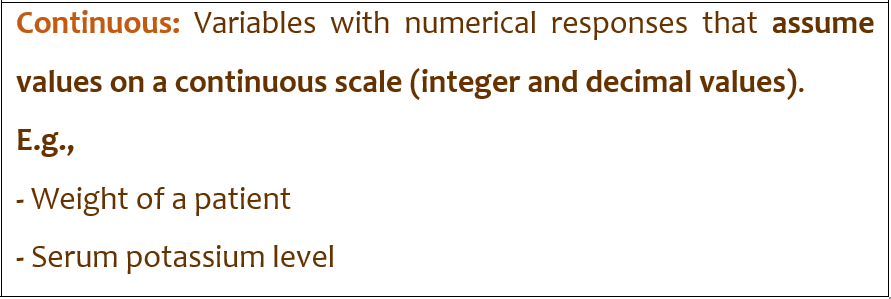 Continuous: Variables with numerical responses that assume
values on a continuous scale (integer and decimal values).
E.g.,
- Weight of a patient
- Serum potassium level